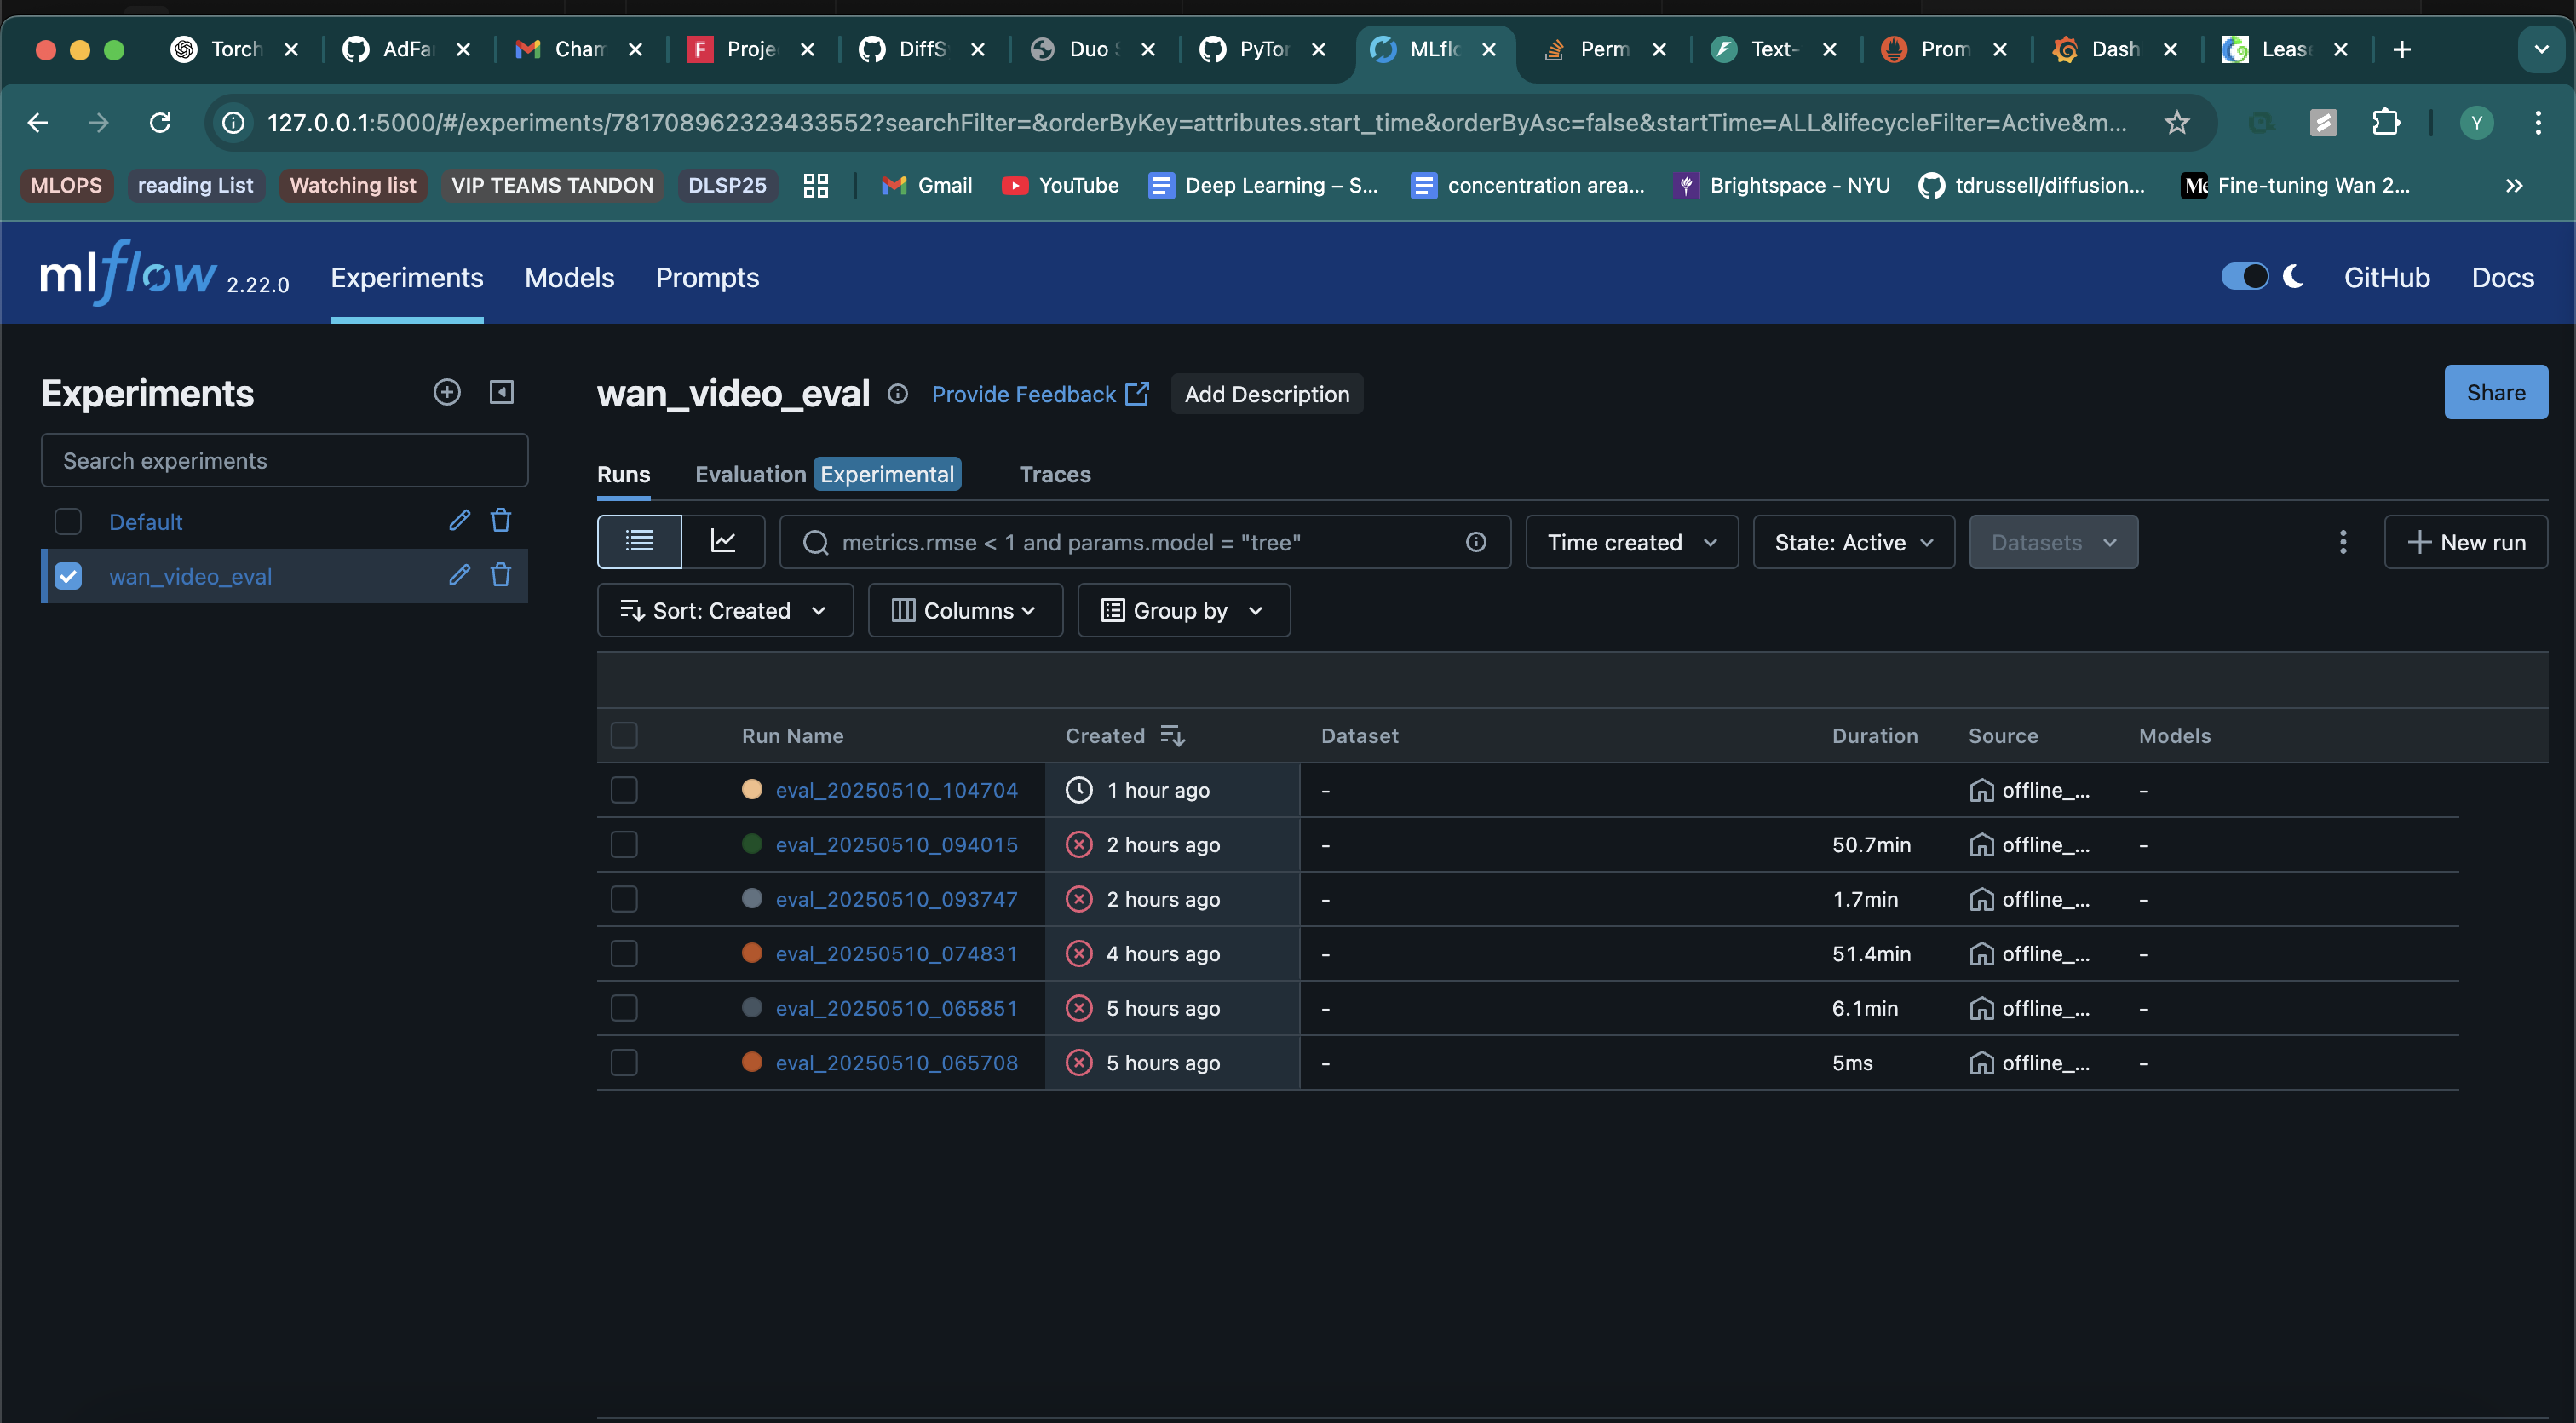 Torch AdFa Cham Proje DiffS Duo S PyTor MLflo Perm Text- Prom Dash Lease
127.0.0.1:5000/#/experiments/781708962323433552?searchFilter=&orderByKey=attributes.start_time&orderByAsc=false&startTime=ALL&lifecycleFilter=Active&m... Y
MLOPS reading List Watching list VIP TEAMS TANDON DLSP25 Gmail YouTube Deep Learning – S... concentration area... Brightspace - NYU tdrussell/diffusion... Fine-tuning Wan 2...
mlflow 2.22.0 Experiments Models Prompts GitHub Docs
Experiments
Search experiments
Default
wan_video_eval
wan_video_eval Provide Feedback Add Description Share
Runs Evaluation Experimental Traces
metrics.rmse < 1 and params.model = "tree" Time created State: Active Datasets New run
Sort: Created Columns Group by
Run Name Created Dataset Duration Source Models
eval_20250510_104704 1 hour ago - offline_... -
eval_20250510_094015 2 hours ago - 50.7min offline_... -
eval_20250510_093747 2 hours ago - 1.7min offline_... -
eval_20250510_074831 4 hours ago - 51.4min offline_... -
eval_20250510_065851 5 hours ago - 6.1min offline_... -
eval_20250510_065708 5 hours ago - 5ms offline_... -